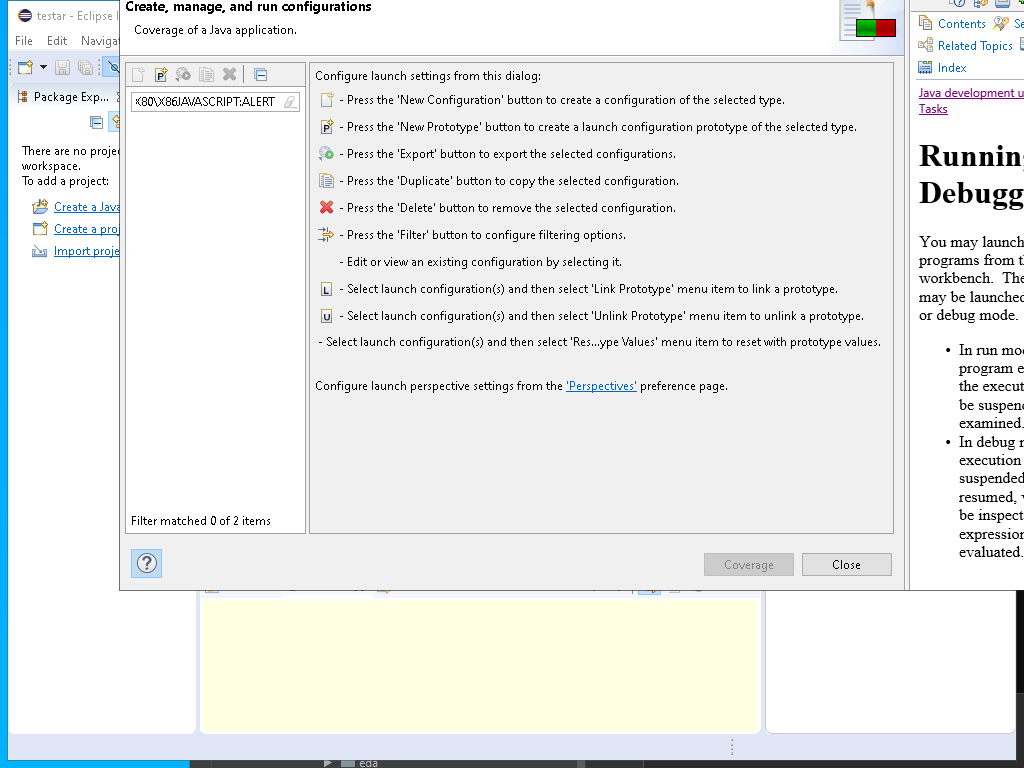 testar - Eclipse I
File Edit Navigat
Package Exp...
There are no proje
workspace.
To add a project:
Create a Java
Create a proj
Import proje
Create, manage, and run configurations
Coverage of a Java application.
X80\X86JAVASCRIPT:ALERT
Filter matched 0 of 2 items
Configure launch settings from this dialog:
- Press the 'New Configuration' button to create a configuration of the selected type.
- Press the 'New Prototype' button to create a launch configuration prototype of the selected type.
- Press the 'Export' button to export the selected configurations.
- Press the 'Duplicate' button to copy the selected configuration.
- Press the 'Delete' button to remove the selected configuration.
- Press the 'Filter' button to configure filtering options.
- Edit or view an existing configuration by selecting it.
L - Select launch configuration(s) and then select 'Link Prototype' menu item to link a prototype.
U - Select launch configuration(s) and then select 'Unlink Prototype' menu item to unlink a prototype.
- Select launch configuration(s) and then select 'Res...ype Values' menu item to reset with prototype values.
Configure launch perspective settings from the 'Perspectives' preference page.
Coverage
Close
Contents Se
Related Topics
Index
Java development u
Tasks
Running
Debugg
You may launch
programs from th
workbench. The
may be launched
or debug mode.
• In run mod
program e
the execut
be suspend
examined.
• In debug m
execution
suspended
resumed, v
be inspect
expression
evaluated.
eda